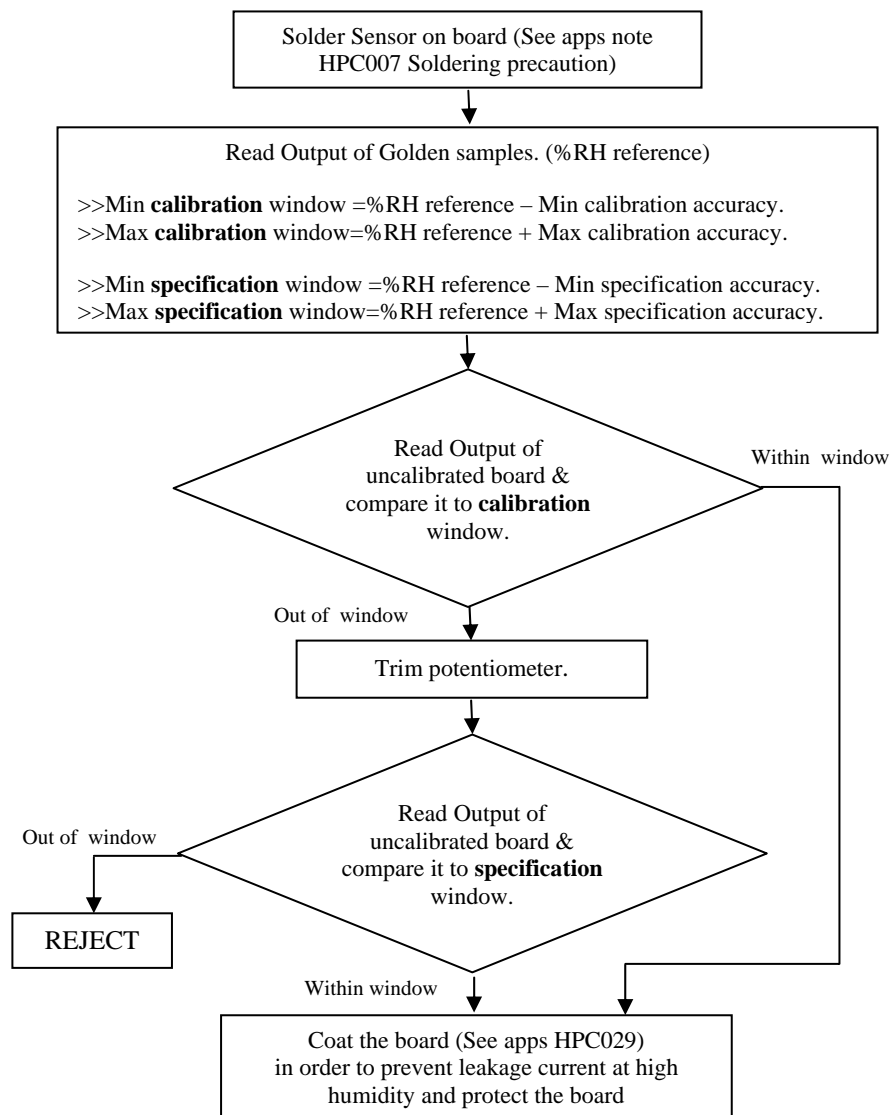 Solder Sensor on board (See apps note
HPC007 Soldering precaution)
Read Output of Golden samples. (%RH reference)
>>Min calibration window =%RH reference – Min calibration accuracy.
>>Max calibration window=%RH reference + Max calibration accuracy.
>>Min specification window =%RH reference – Min specification accuracy.
>>Max specification window=%RH reference + Max specification accuracy.
Read Output of
uncalibrated board &
compare it to calibration
window.
Within window
Out of window
Trim potentiometer.
Read Output of
uncalibrated board &
compare it to specification
window.
Out of window
REJECT
Within window
Coat the board (See apps HPC029)
in order to prevent leakage current at high
humidity and protect the board